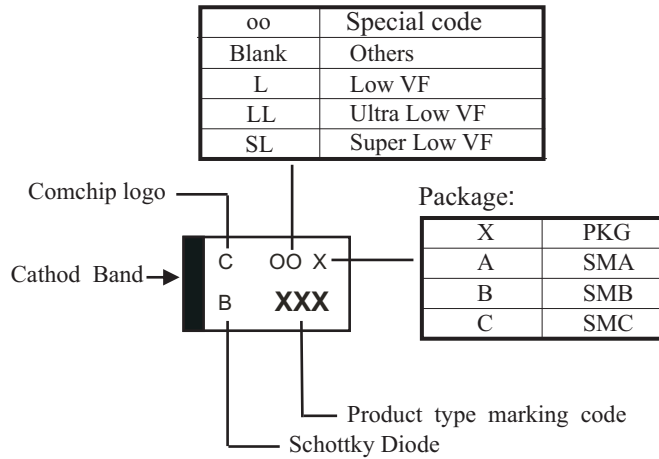 oo Special code
Blank Others
L Low VF
LL Ultra Low VF
SL Super Low VF
Comchip logo
Package:
X PKG
A SMA
B SMB
C SMC
Cathod Band
C OO X
B XXX
Product type marking code
Schottky Diode